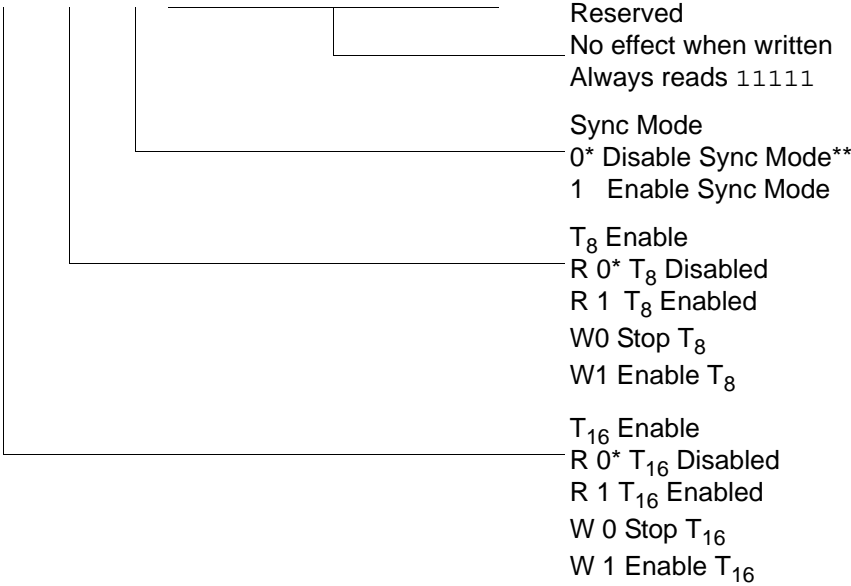 Reserved
No effect when written
Always reads 11111
Sync Mode
0* Disable Sync Mode**
1 Enable Sync Mode
T8 Enable
R 0* T8 Disabled
R 1 T8 Enabled
W0 Stop T8
W1 Enable T8
T16 Enable
R 0* T16 Disabled
R 1 T16 Enabled
W 0 Stop T16
W 1 Enable T16